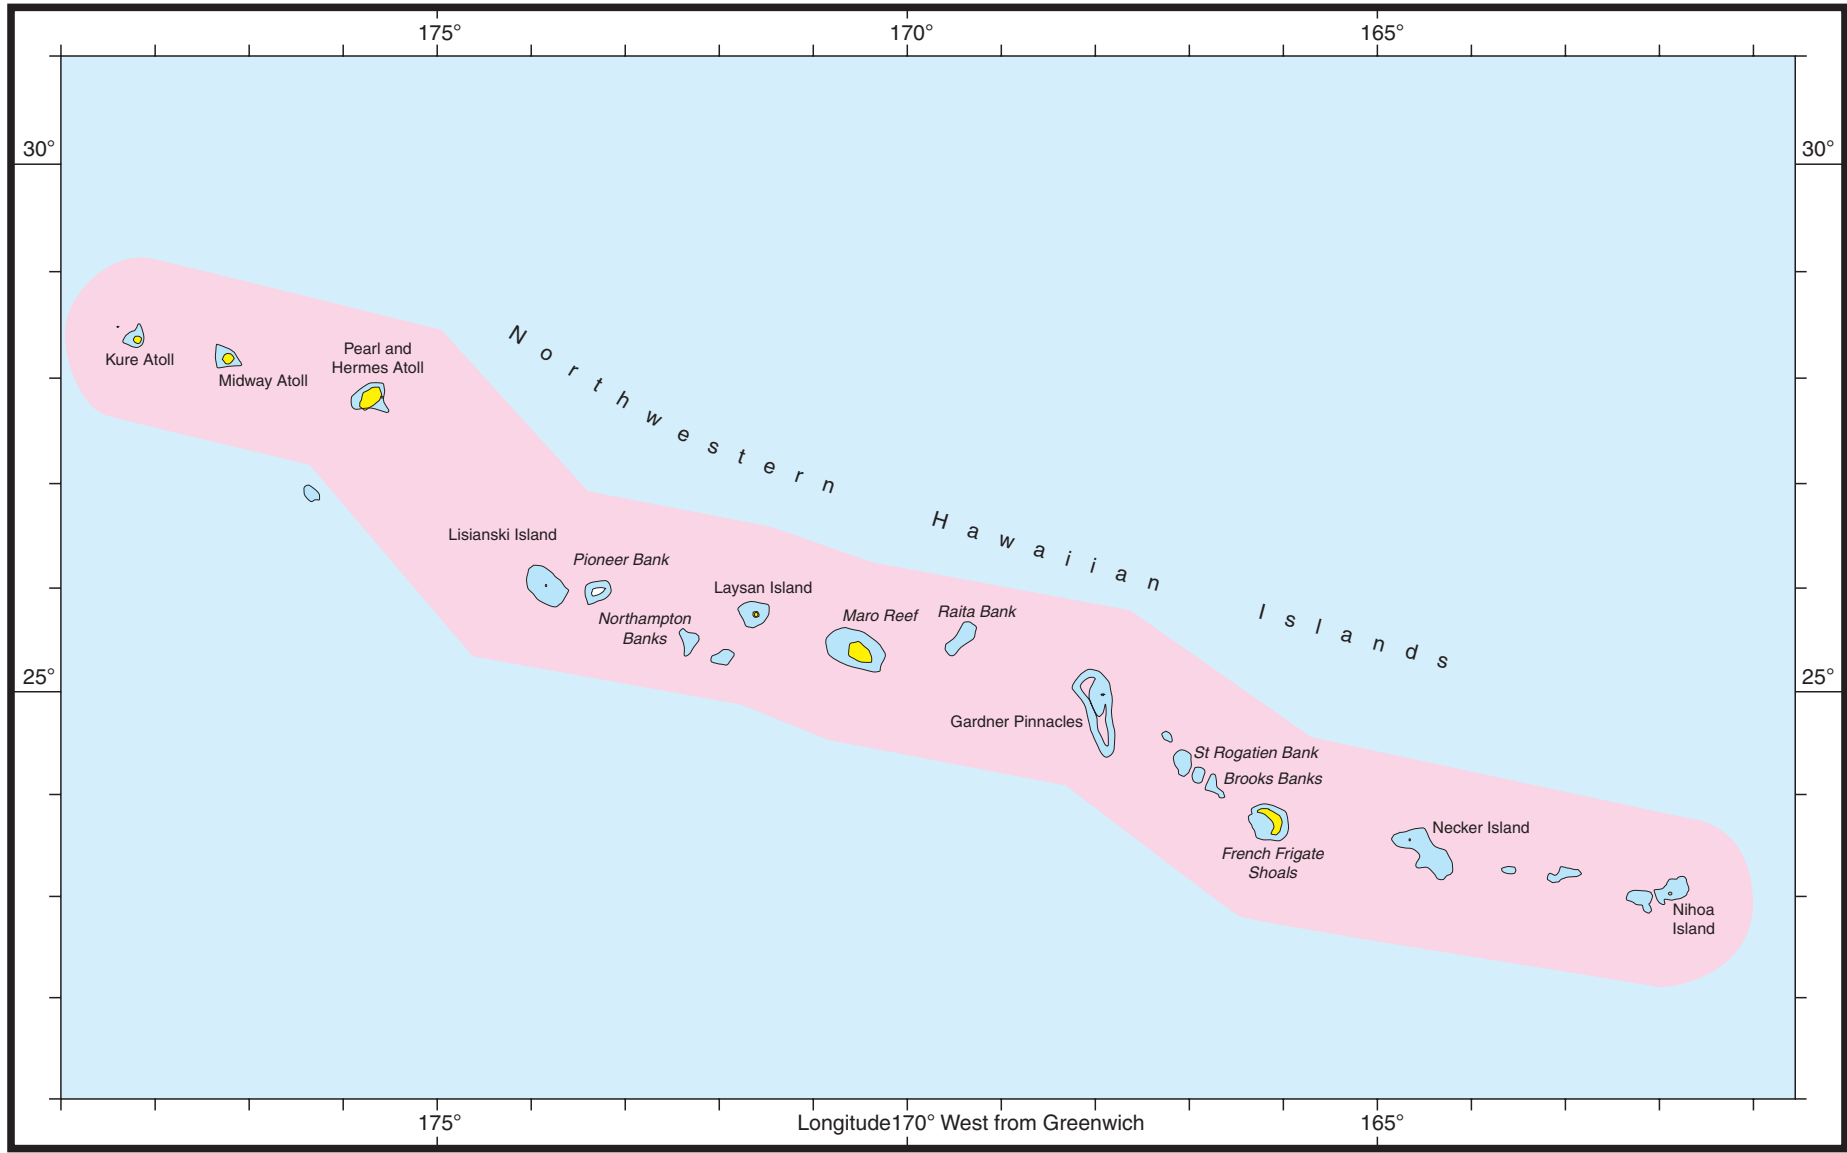 175°
170°
165°
30°
30°
Northwestern Hawaiian Islands
Kure Atoll
Midway Atoll
Pearl and
Hermes Atoll
Lisianski Island
Pioneer Bank
Northampton
Banks
Laysan Island
Maro Reef
Raita Bank
25°
25°
Gardner Pinnacles
St Rogatien Bank
Brooks Banks
French Frigate
Shoals
Necker Island
Nihoa
Island
175°
Longitude170° West from Greenwich
165°